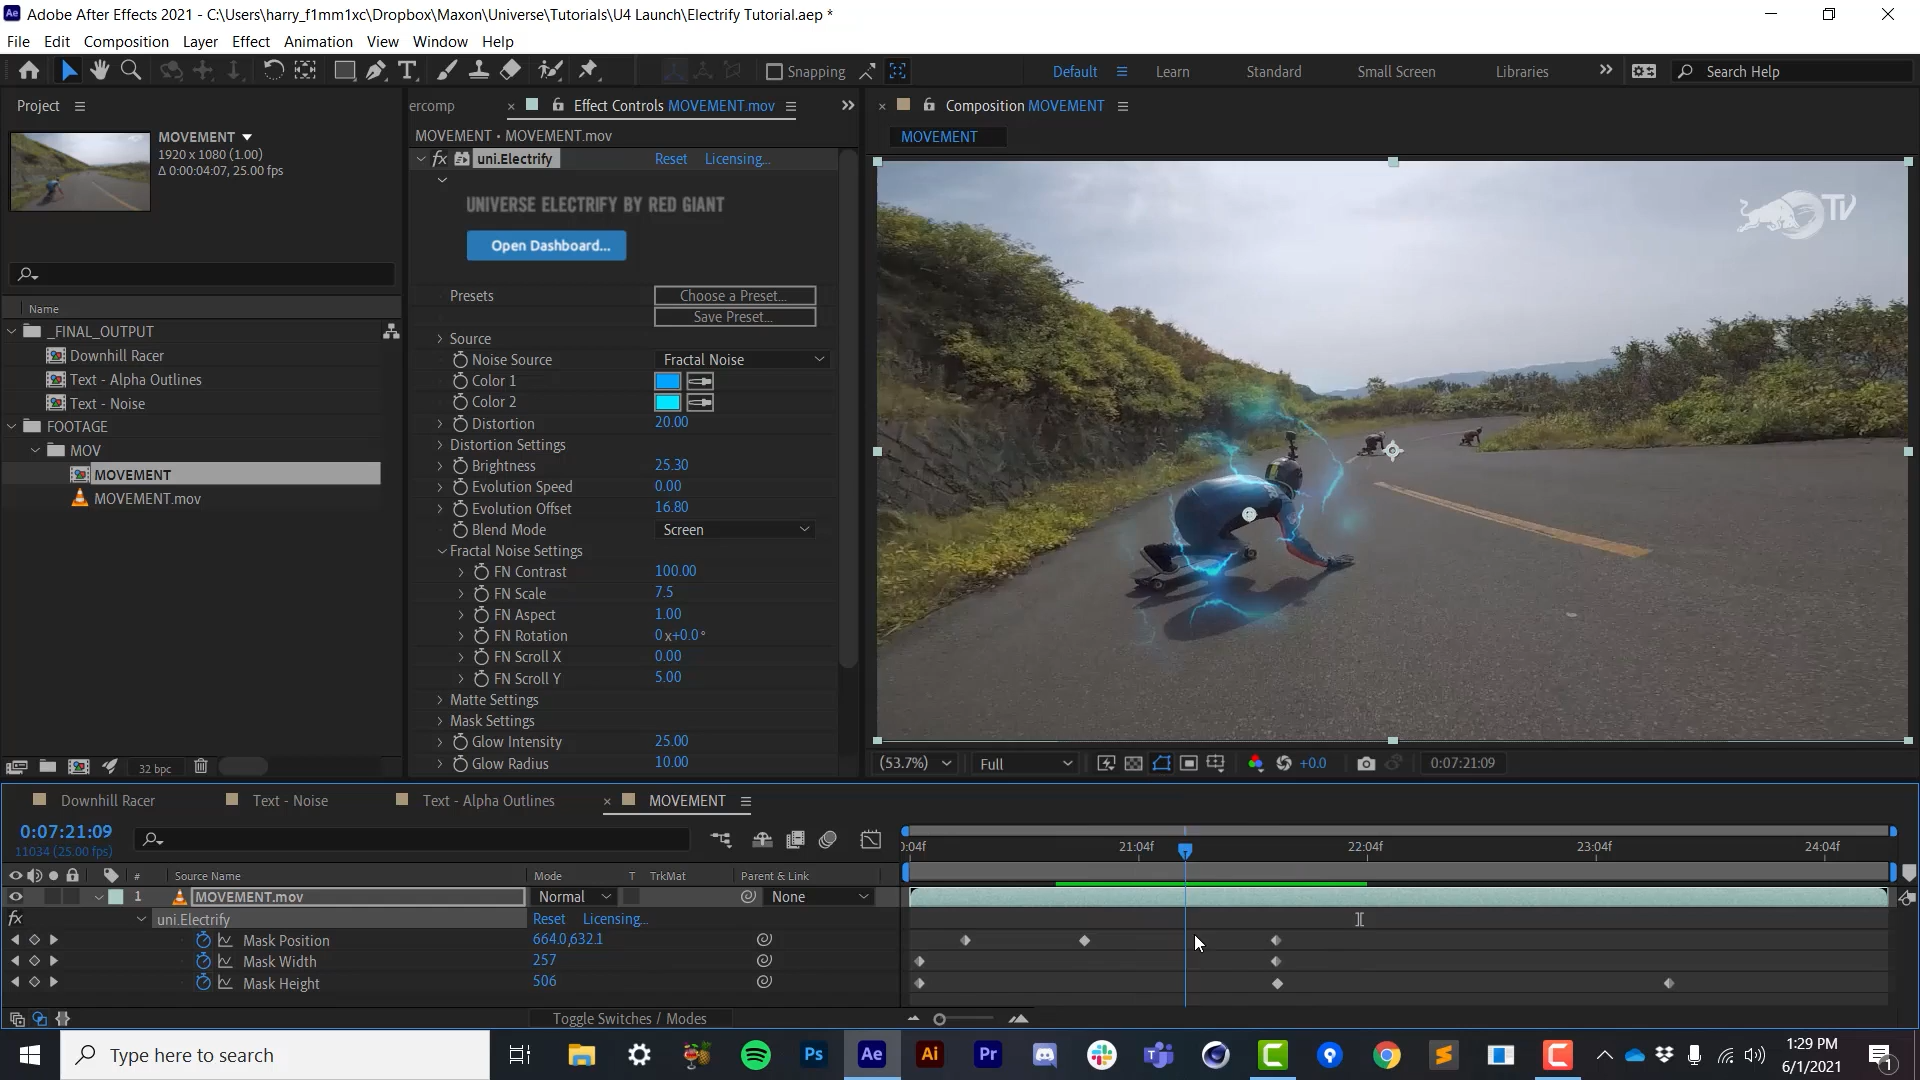 Adobe After Effects 2021 - C:\Users\harry_f1mm1xc\Dropbox\Maxon\Universe\Tutorials\U4 Launch\Electrify Tutorial.aep *
File Edit Composition Layer Effect Animation View Window Help
Snapping Default Learn Standard Small Screen Libraries Search Help
Project
MOVEMENT
1920 x 1080 (1.00)
Δ 0:00:04:07, 25.00 fps
Name
_FINAL_OUTPUT
Downhill Racer
Text - Alpha Outlines
Text - Noise
FOOTAGE
MOV
MOVEMENT
MOVEMENT.mov
32 bpc
ercomp Effect Controls MOVEMENT.mov
MOVEMENT • MOVEMENT.mov
fx uni.Electrify Reset Licensing...
UNIVERSE ELECTRIFY BY RED GIANT
Open Dashboard...
Presets Choose a Preset...
Save Preset...
Source
Noise Source Fractal Noise
Color 1
Color 2
Distortion 20.00
Distortion Settings
Brightness 25.30
Evolution Speed 0.00
Evolution Offset 16.80
Blend Mode Screen
Fractal Noise Settings
FN Contrast 100.00
FN Scale 7.5
FN Aspect 1.00
FN Rotation 0x+0.0°
FN Scroll X 0.00
FN Scroll Y 5.00
Matte Settings
Mask Settings
Glow Intensity 25.00
Glow Radius 10.00
Composition MOVEMENT
MOVEMENT
TV
(53.7%) Full +0.0 0:07:21:09
Downhill Racer Text - Noise Text - Alpha Outlines MOVEMENT
0:07:21:09
11034 (25.00 fps)
0:04f 21:04f 22:04f 23:04f 24:04f
# Source Name Mode T TrkMat Parent & Link
1 MOVEMENT.mov Normal None
fx uni.Electrify Reset Licensing...
Mask Position 664.0,632.1
Mask Width 257
Mask Height 506
Toggle Switches / Modes
Type here to search
Ps Ae Ai Pr
1:29 PM
6/1/2021
1